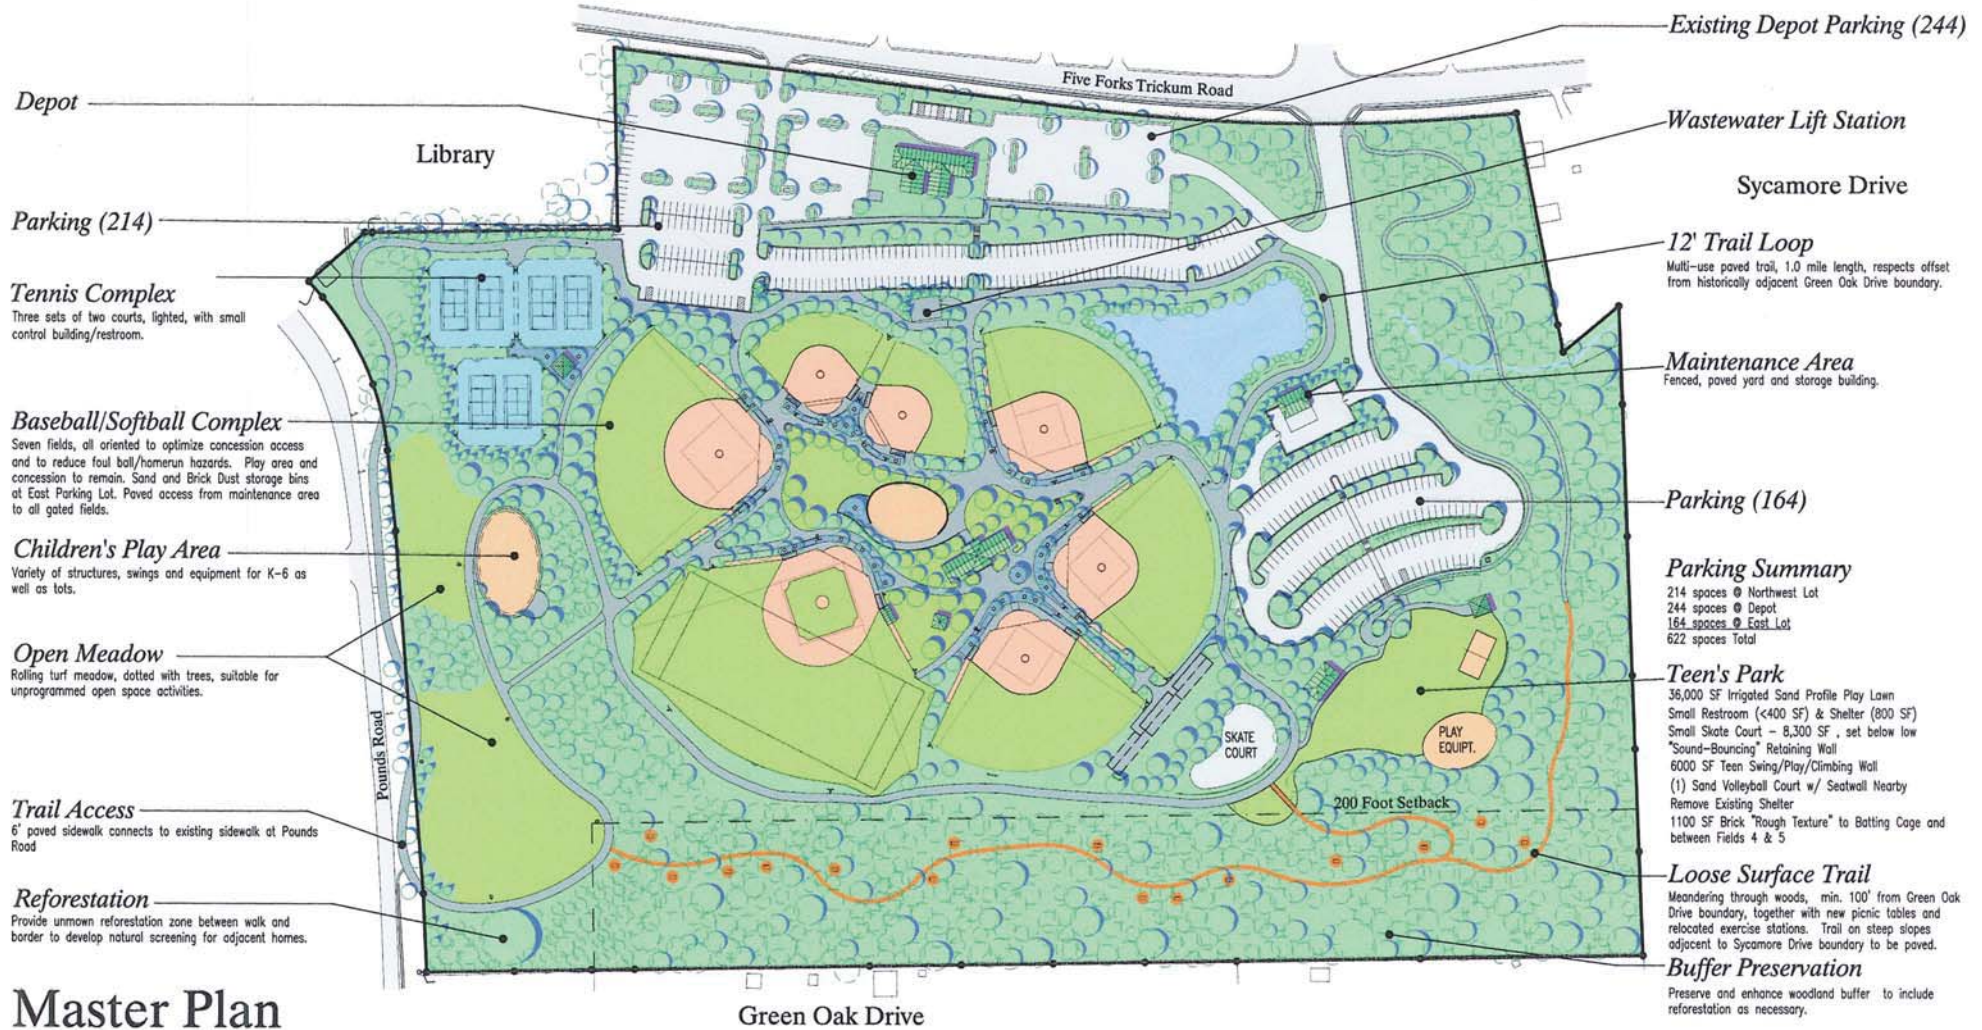 Existing Depot Parking (244)
Five Forks Trickum Road
Depot
Wastewater Lift Station
Library
Sycamore Drive
Parking (214)
12' Trail Loop
Multi-use paved trail, 1.0 mile length, respects offset
from historically adjacent Green Oak Drive boundary.
Tennis Complex
Three sets of two courts, lighted, with small
control building/restroom.
Maintenance Area
Fenced, paved yard and storage building.
Baseball/Softball Complex
Seven fields, all oriented to optimize concession access
and to reduce foul ball/homerun hazards. Play area and
concession to remain. Sand and Brick Dust storage bins
at East Parking Lot. Paved access from maintenance area
to all gated fields.
Parking (164)
Children's Play Area
Variety of structures, swings and equipment for K-6 as
well as tots.
Parking Summary
214 spaces @ Northwest Lot
244 spaces @ Depot
164 spaces @ East Lot
622 spaces Total
Open Meadow
Rolling turf meadow, dotted with trees, suitable for
unprogrammed open space activities.
Teen's Park
36,000 SF Irrigated Sand Profile Play Lawn
Small Restroom (<400 SF) & Shelter (800 SF)
Small Skate Court - 8,300 SF , set below low
"Sound-Bouncing" Retaining Wall
6000 SF Teen Swing/Play/Climbing Wall
(1) Sand Volleyball Court w/ Seatwall Nearby
Remove Existing Shelter
1100 SF Brick "Rough Texture" to Batting Cage and
between Fields 4 & 5
SKATE
COURT
PLAY
EQUIPT.
Pounds Road
200 Foot Setback
Trail Access
6' paved sidewalk connects to existing sidewalk at Pounds
Road
Loose Surface Trail
Meandering through woods, min. 100' from Green Oak
Drive boundary, together with new picnic tables and
relocated exercise stations. Trail on steep slopes
adjacent to Sycamore Drive boundary to be paved.
Reforestation
Provide unmown reforestation zone between walk and
border to develop natural screening for adjacent homes.
Buffer Preservation
Preserve and enhance woodland buffer to include
reforestation as necessary.
Master Plan
Green Oak Drive